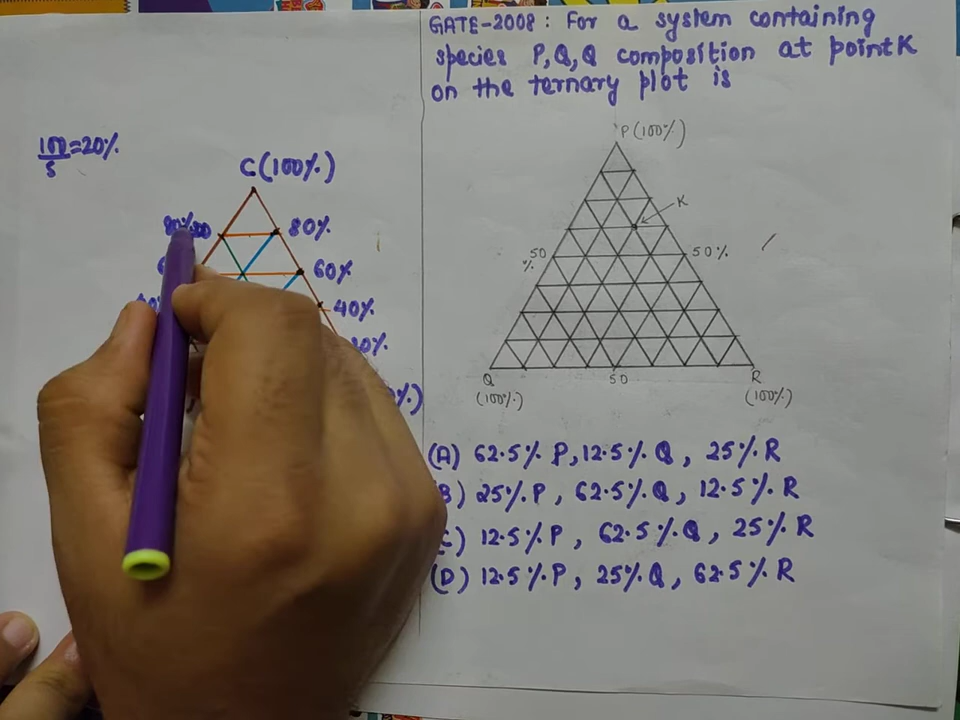 GATE-2008: For a system containing
species P,Q,Q composition at point K
on the ternary plot is
100/5=20%
C(100%)
80%
60%
40%
P(100%)
K
50
%
50%
Q
(100%)
50
R
(100%)
(A) 62.5% P,12.5% Q, 25% R
B) 25% P, 62.5% Q, 12.5% R
C) 12.5% P, 62.5% Q, 25% R
(D) 12.5% P, 25% Q, 62.5% R